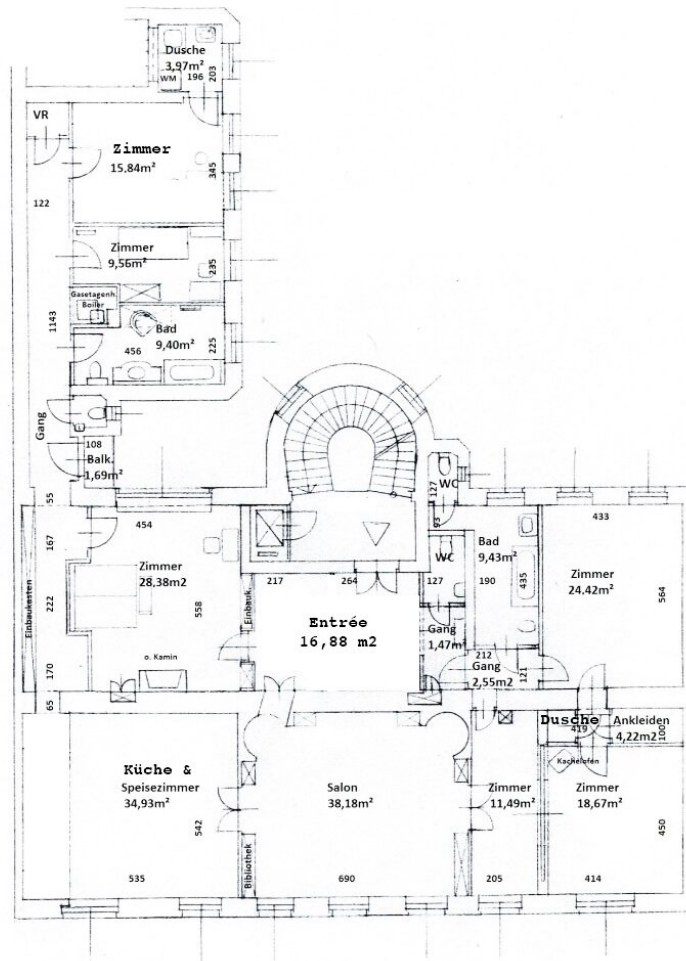 Dusche
3,97m²
WM
196
203
VR
Zimmer
15.84m²
345
122
Zimmer
9,56m²
235
Gasetagenh.
Boiler
1143
Bad
9,40m²
456
225
Gang
108
Balk.
1,69m²
55
454
167
Zimmer
28,38m2
222
558
Einbaukasten
170
o. Kamin
65
Einbauk.
217
264
Entrée
16,88 m2
WC
127
93
WC
127
Bad
9,43m²
190
435
433
Zimmer
24.42m²
564
Gang
1,47m²
212
Gang
2,55m²
121
Dusche
419
Ankleiden
4,22m2
100
Kachelofen
Küche &
Speisezimmer
34,93m²
542
535
Salon
38,18m²
Bibliothek
690
Zimmer
11,49m²
205
Zimmer
18,67m²
450
414